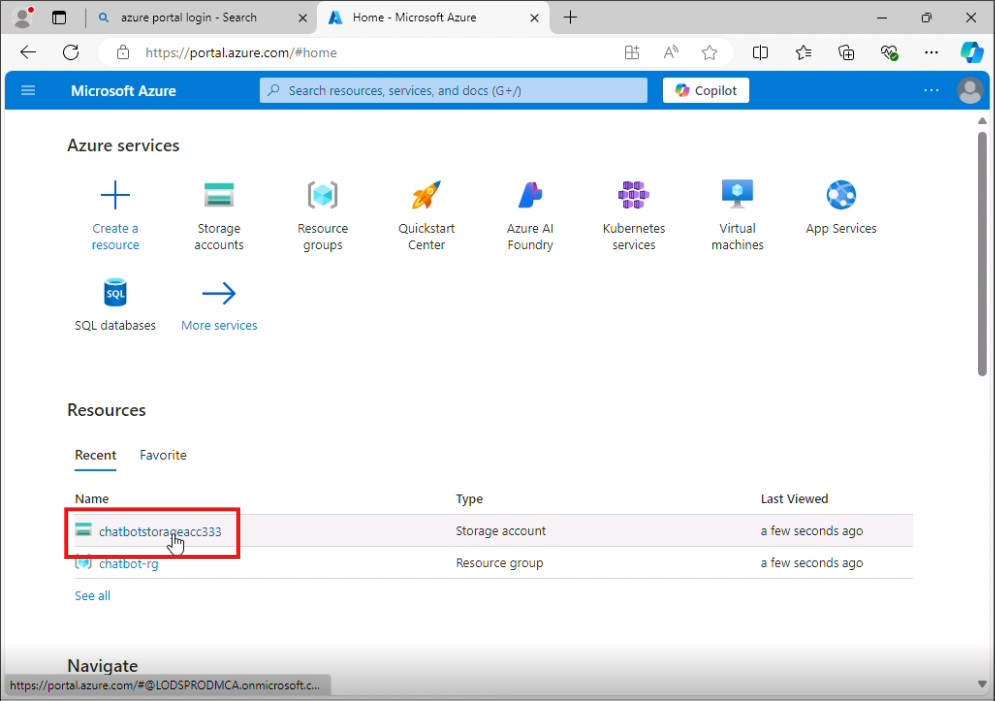 azure portal login - Search
Home - Microsoft Azure
https://portal.azure.com/#home
Microsoft Azure
Search resources, services, and docs (G+/)
Copilot
Azure services
Create a
resource
Storage
accounts
Resource
groups
Quickstart
Center
Azure AI
Foundry
Kubernetes
services
Virtual
machines
App Services
SQL
SQL databases
More services
Resources
Recent
Favorite
Name
Type
Last Viewed
chatbotstorageacc333
Storage account
a few seconds ago
chatbot-rg
Resource group
a few seconds ago
See all
Navigate
https://portal.azure.com/#@LODSPRODMCA.onmicrosoft.c...